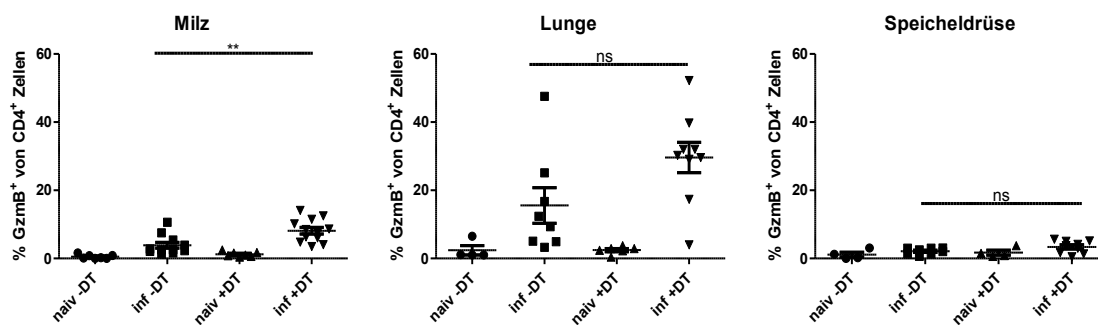 Milz
% GzmB+ von CD4+ Zellen
60
40
20
0
**
naiv -DT
inf -DT
naiv +DT
inf +DT
Lunge
% GzmB+ von CD4+ Zellen
60
40
20
0
ns
naiv -DT
inf -DT
naiv +DT
inf +DT
Speicheldrüse
% GzmB+ von CD4+ Zellen
60
40
20
0
ns
naiv -DT
inf -DT
naiv +DT
inf +DT